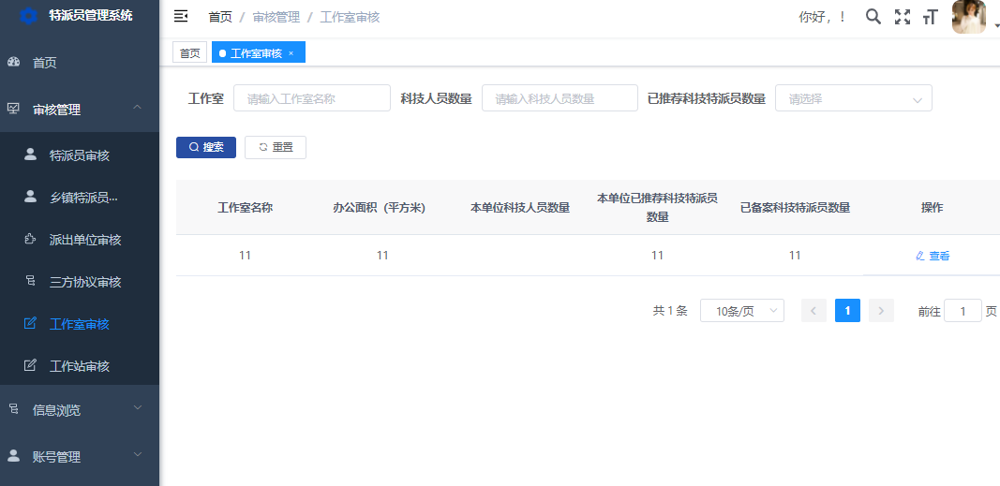 特派员管理系统
首页
审核管理
特派员审核
乡镇特派员...
派出单位审核
三方协议审核
工作室审核
工作站审核
信息浏览
账号管理
首页 / 审核管理 / 工作室审核
你好，！
首页
工作室审核 ×
工作室 请输入工作室名称 科技人员数量 请输入科技人员数量 已推荐科技特派员数量 请选择
搜索 重置
工作室名称 办公面积（平方米） 本单位科技人员数量 本单位已推荐科技特派员数量 已备案科技特派员数量 操作
11 11 11 11 查看
共 1 条 10条/页 1 前往 1 页